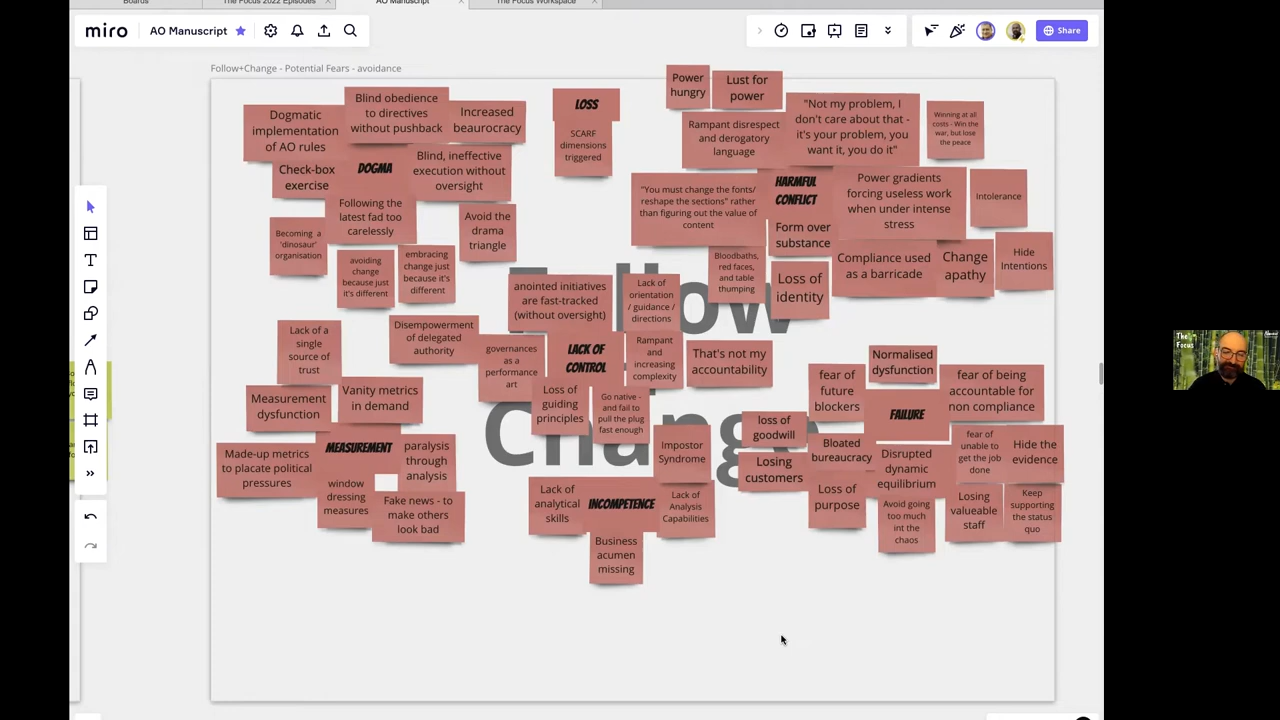 Boards
The Focus 2022 Episodes
AO Manuscript
The Focus Workspace
miro
AO Manuscript
Share
Follow+Change - Potential Fears - avoidance
Dogmatic
implementation
of AO rules
Blind obedience
to directives
without pushback
Increased
beaurocracy
Check-box
exercise
DOGMA
Blind, ineffective
execution without
oversight
Following the
latest fad too
carelessly
Avoid the
drama
triangle
Becoming a
'dinosaur'
organisation
avoiding
change because
just it's different
embracing
change just
because it's
different
LOSS
SCARF
dimensions
triggered
Power
hungry
Lust for
power
Rampant disrespect
and derogatory
language
"Not my problem, I
don't care about that -
it's your problem, you
want it, you do it"
Winning at all
costs - Win the
war, but lose
the peace
"You must change the fonts/
reshape the sections" rather
than figuring out the value of
content
HARMFUL
CONFLICT
Power gradients
forcing useless work
when under intense
stress
Intolerance
Form over
substance
Bloodbaths,
red faces, and
table
thumping
Loss of
identity
Compliance used
as a barricade
Change
apathy
Hide
Intentions
Follow
Change
anointed initiatives
are fast-tracked
(without oversight)
Lack of
orientation
/ guidance /
directions
governances
as a
performance
art
LACK OF
CONTROL
Rampant
and
increasing
complexity
That's not my
accountability
Loss of
guiding
principles
Go native -
and fail to
pull the plug
fast enough
Lack of a
single
source of
trust
Disempowerment
of delegated
authority
Measurement
dysfunction
Vanity metrics
in demand
Made-up metrics
to placate political
pressures
MEASUREMENT
paralysis
through
analysis
window
dressing
measures
Fake news - to
make others
look bad
Impostor
Syndrome
Lack of
analytical
skills
INCOMPETENCE
Lack of
Analysis
Capabilities
Business
acumen
missing
fear of
future
blockers
Normalised
dysfunction
fear of being
accountable for
non compliance
FAILURE
loss of
goodwill
Losing
customers
Bloated
bureaucracy
Disrupted
dynamic
equilibrium
fear of
unable to
get the job
done
Hide the
evidence
Loss of
purpose
Avoid going
too much
int the
chaos
Losing
valueable
staff
Keep
supporting
the status
quo
The
Focus